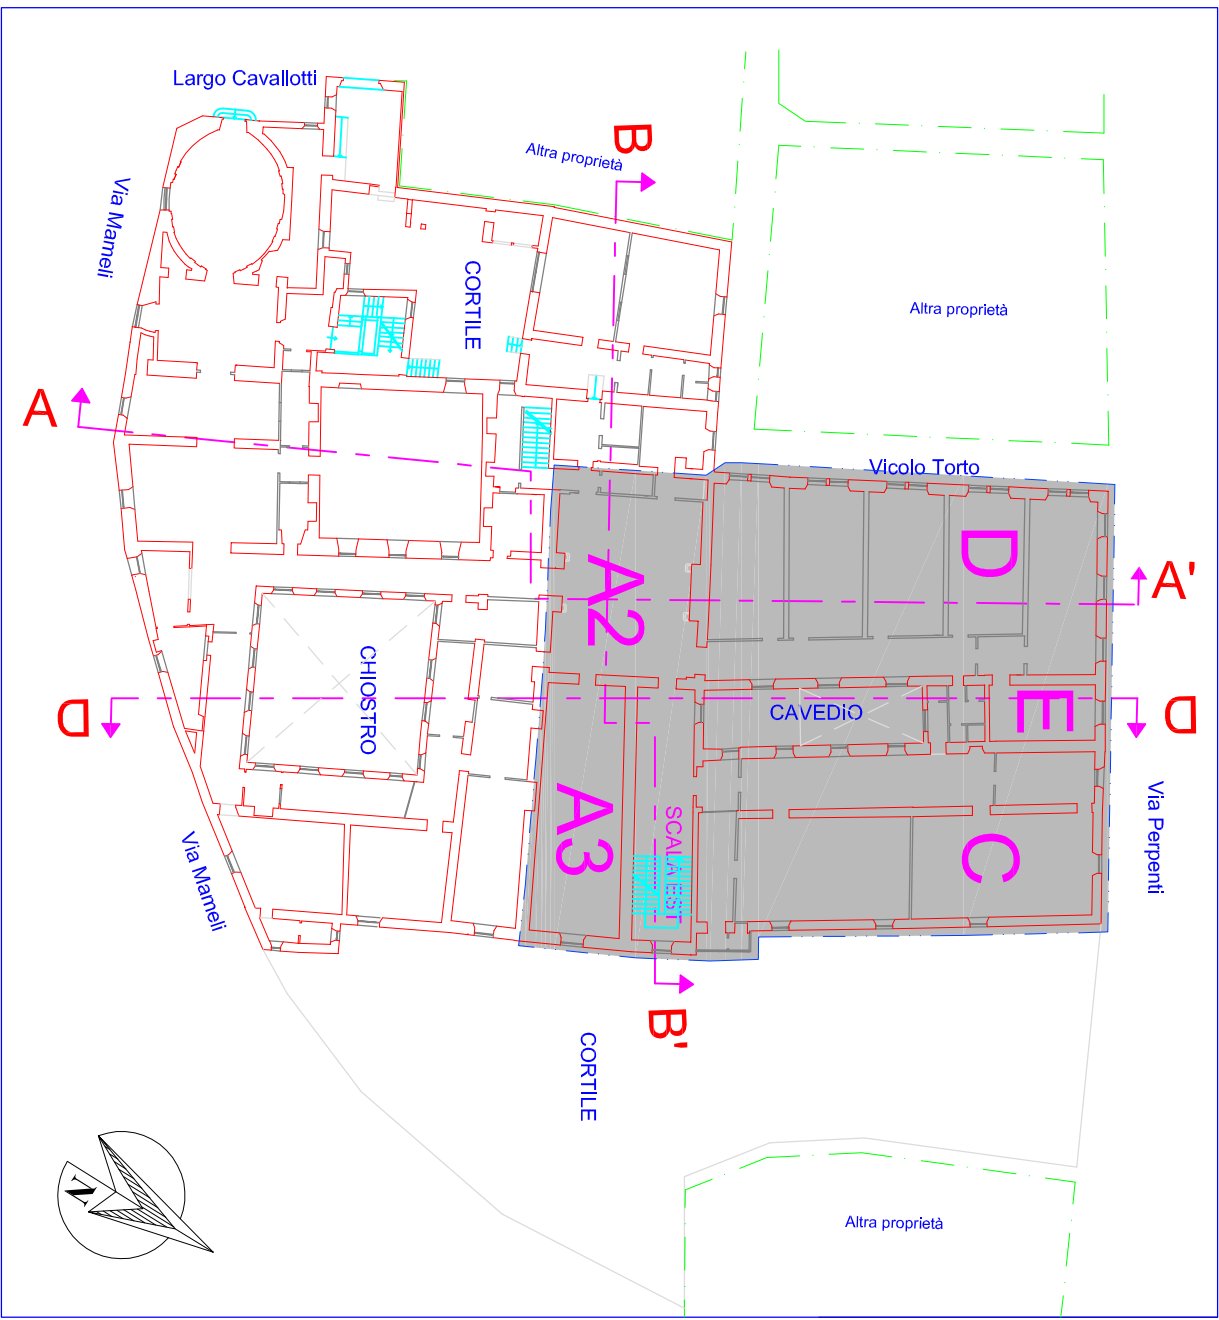 Largo Cavallotti
B
Altra proprietà
Via Mameli
CORTILE
Altra proprietà
A
Vicolo Torto
D
A2
A'
CHIOSTRO
D
CAVEDIO
E
D
A3
SCALA EST
C
Via Perpenti
Via Mameli
B'
CORTILE
N
Altra proprietà